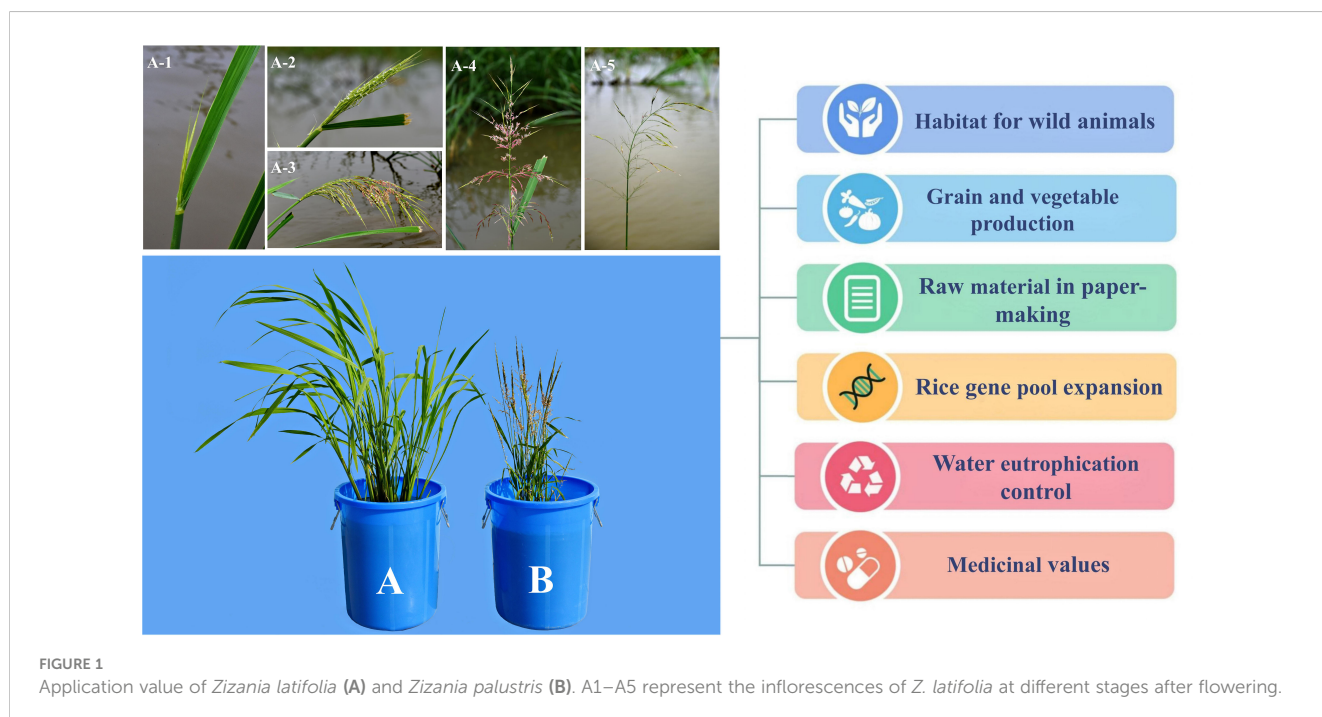 A-1
A-2
A-3
A-4
A-5
A
B
Habitat for wild animals
Grain and vegetable
production
Raw material in paper-
making
Rice gene pool expansion
Water eutrophication
control
Medicinal values
FIGURE 1
Application value of Zizania latifolia (A) and Zizania palustris (B). A1–A5 represent the inflorescences of Z. latifolia at different stages after flowering.